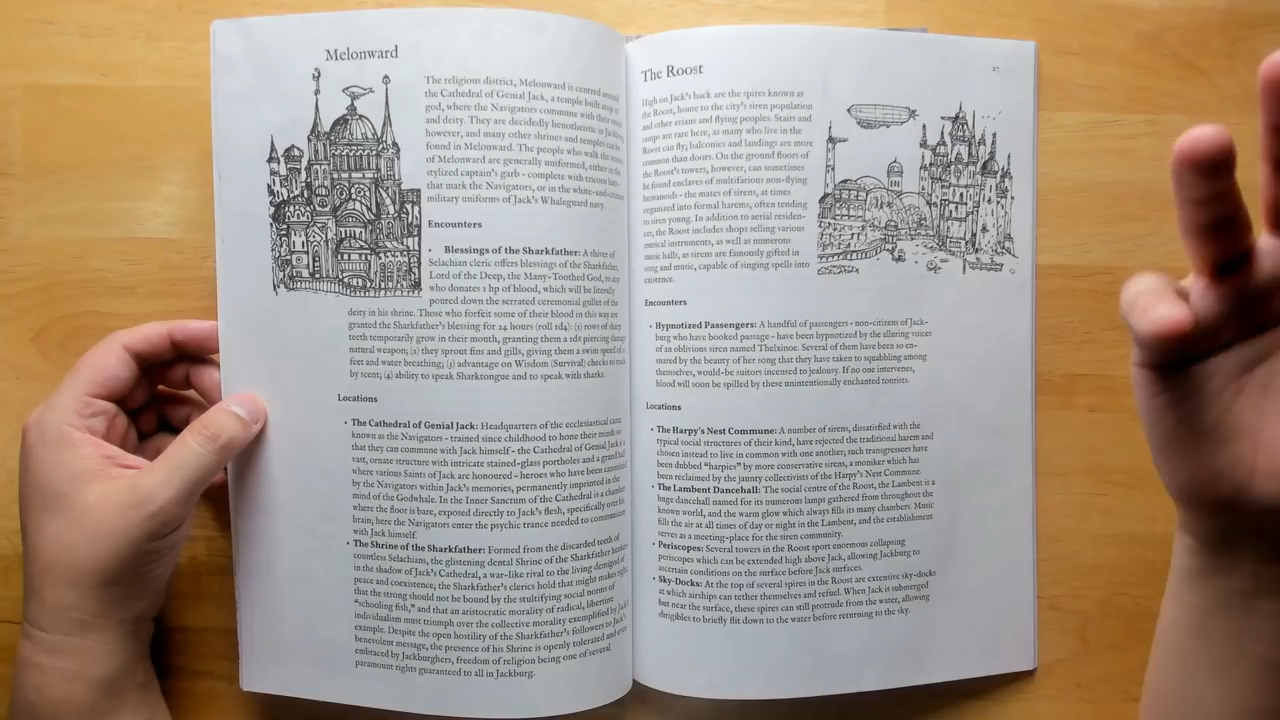 Melonward
The religious district, Melonward is centred around
the Cathedral of Genial Jack, a temple built atop
god, where the Navigators commune with their
and deity. They are decidedly henotheistic in
however, and many other shrines and temples can be
found in Melonward. The people who walk the
of Melonward are generally uniformed, either in the
stylized captain's garb - complete with tricorn hats
that mark the Navigators, or in the white-and-
military uniforms of Jack's Whaleguard navy.
Encounters
• Blessings of the Sharkfather: A shiver of
Selachian cleric offers blessings of the Sharkfather,
Lord of the Deep, the Many-Toothed God, to any
who donates 1 hp of blood, which will be literally
poured down the serrated ceremonial gullet of the
deity in his shrine. Those who forfeit some of their blood in this way are
granted the Sharkfather's blessing for 24 hours (roll 1d4): (1) rows of sharp
teeth temporarily grow in their mouth, granting them a 1d6 piercing damage
natural weapon; (2) they sprout fins and gills, giving them a swim speed of
feet and water breathing; (3) advantage on Wisdom (Survival) checks to track
by scent; (4) ability to speak Sharktongue and to speak with sharks.
Locations
• The Cathedral of Genial Jack: Headquarters of the ecclesiastical caste
known as the Navigators - trained since childhood to hone their minds so
that they can commune with Jack himself - the Cathedral of Genial Jack is a
vast, ornate structure with intricate stained-glass portholes and a grand hall
where various Saints of Jack are honoured - heroes who have been canonized
by the Navigators within Jack's memories, permanently imprinted in the
mind of the Godwhale. In the Inner Sanctum of the Cathedral is a chamber
where the floor is bare, exposed directly to Jack's flesh, specifically over his
brain; here the Navigators enter the psychic trance needed to communicate
with Jack himself.
• The Shrine of the Sharkfather: Formed from the discarded teeth of
countless Selachians, the glistening dental Shrine of the Sharkfather
in the shadow of Jack's Cathedral, a war-like rival to the living demigod of
peace and coexistence; the Sharkfather's clerics hold that might makes right,
that the strong should not be bound by the stultifying social norms of
"schooling fish," and that an aristocratic morality of radical, libertine
individualism must triumph over the collective morality exemplified by Jack's
example. Despite the open hostility of the Sharkfather's followers to Jack's
benevolent message, the presence of his Shrine is openly tolerated and even
embraced by Jackburghers, freedom of religion being one of several
paramount rights guaranteed to all in Jackburg.
The Roost
27
High on Jack's back are the spires known as
the Roost, home to the city's siren population
and other avians and flying peoples. Stairs and
ramps are rare here, as many who live in the
Roost can fly; balconies and landings are more
common than doors. On the ground floors of
the Roost's towers, however, can sometimes
be found enclaves of multifarious non-flying
humanoids - the mates of sirens, at times
organized into formal harems, often tending
to siren young. In addition to aerial residen-
ces, the Roost includes shops selling various
musical instruments, as well as numerous
music halls, as sirens are famously gifted in
song and music, capable of singing spells into
existence.
Encounters
• Hypnotized Passengers: A handful of passengers - non-citizens of Jack-
burg who have booked passage - have been hypnotized by the alluring voices
of an oblivious siren named Thelxinoe. Several of them have been so en-
snared by the beauty of her song that they have taken to squabbling among
themselves, would-be suitors incensed to jealousy. If no one intervenes,
blood will soon be spilled by these unintentionally enchanted tourists.
Locations
• The Harpy's Nest Commune: A number of sirens, dissatisfied with the
typical social structures of their kind, have rejected the traditional harem and
chosen instead to live in common with one another; such transgressors have
been dubbed "harpies" by more conservative sirens, a moniker which has
been reclaimed by the jaunty collectivists of the Harpy's Nest Commune.
• The Lambent Dancehall: The social centre of the Roost, the Lambent is a
huge dancehall named for its numerous lamps gathered from throughout the
known world, and the warm glow which always fills its many chambers. Music
fills the air at all times of day or night in the Lambent, and the establishment
serves as a meeting-place for the siren community.
• Periscopes: Several towers in the Roost sport enormous collapsing
periscopes which can be extended high above Jack, allowing Jackburg to
ascertain conditions on the surface before Jack surfaces.
• Sky-Docks: At the top of several spires in the Roost are extensive sky-docks
at which airships can tether themselves and refuel. When Jack is submerged
but near the surface, these spires can still protrude from the water, allowing
dirigibles to briefly flit down to the water before returning to the sky.